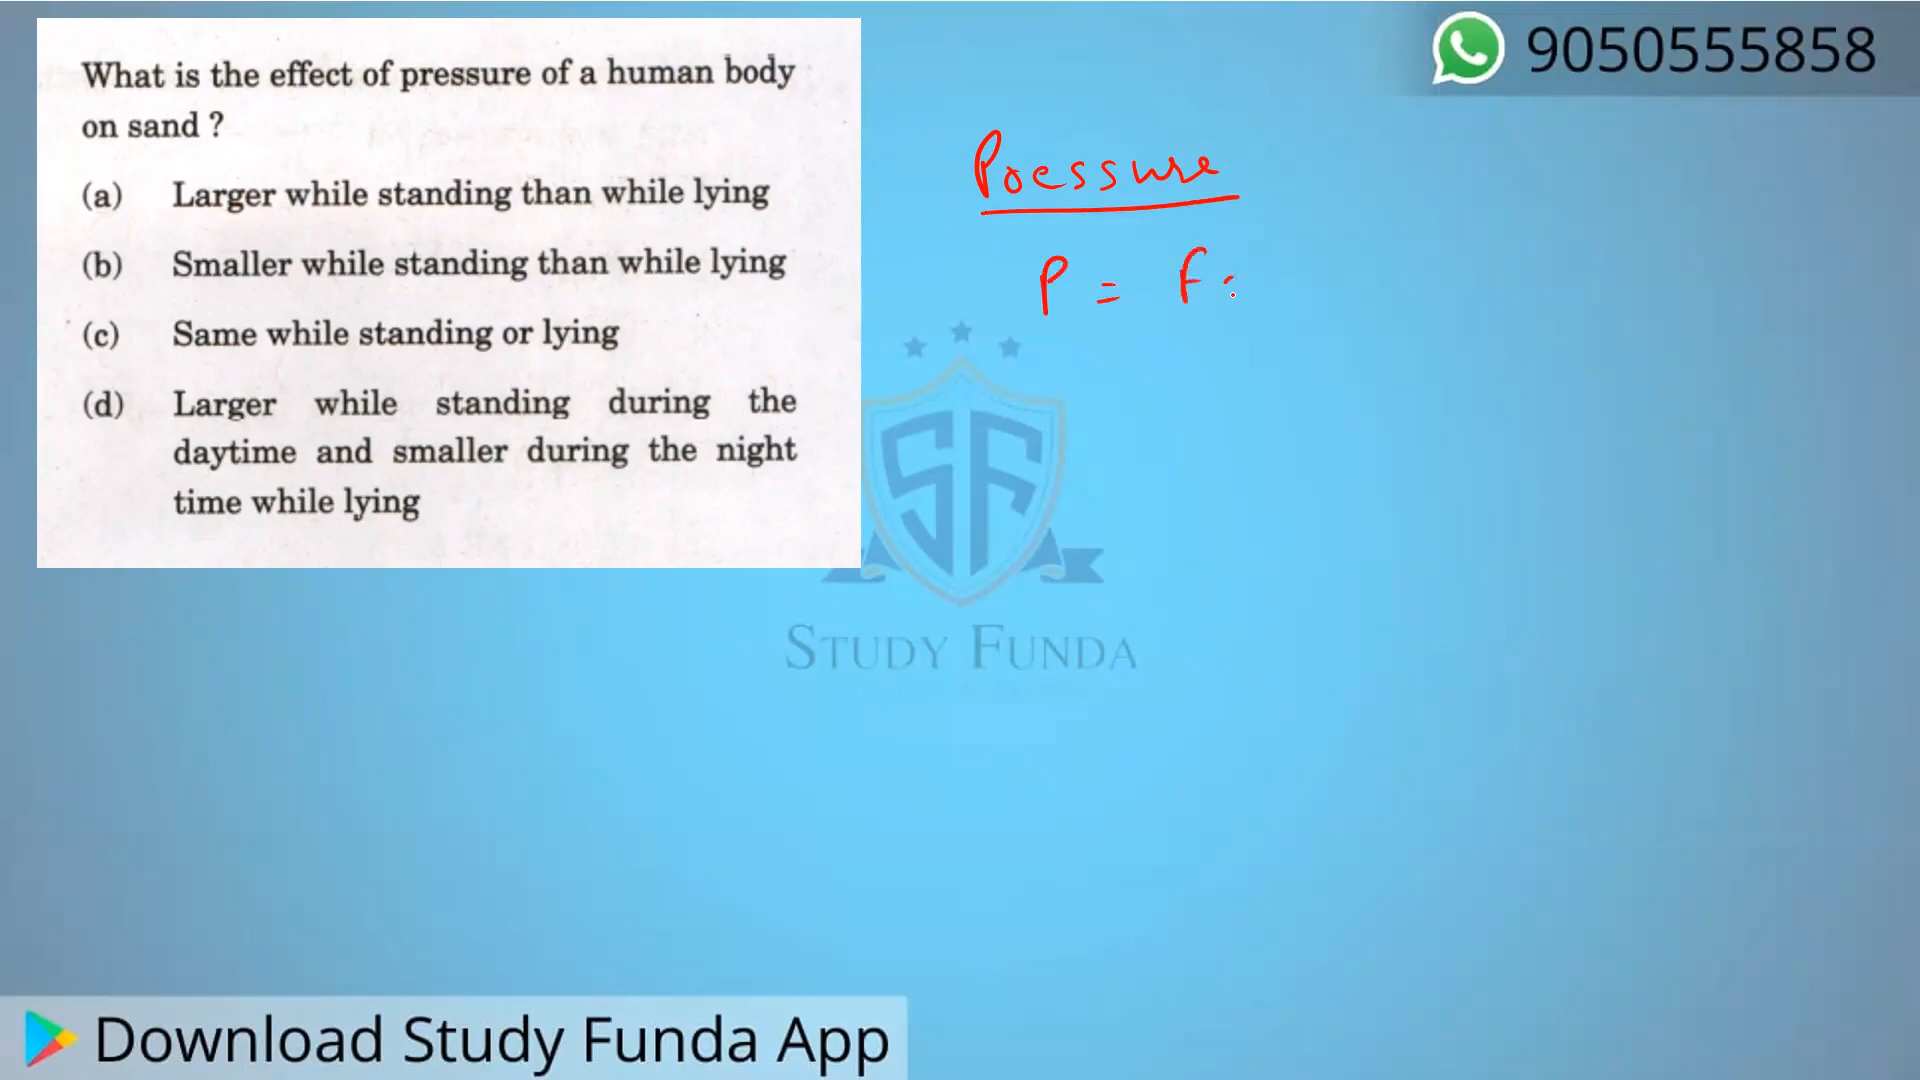 What is the effect of pressure of a human body
on sand ?
(a) Larger while standing than while lying
(b) Smaller while standing than while lying
(c) Same while standing or lying
(d) Larger while standing during the
daytime and smaller during the night
time while lying
9050555858
Pressure
P = F
SF
STUDY FUNDA
Download Study Funda App